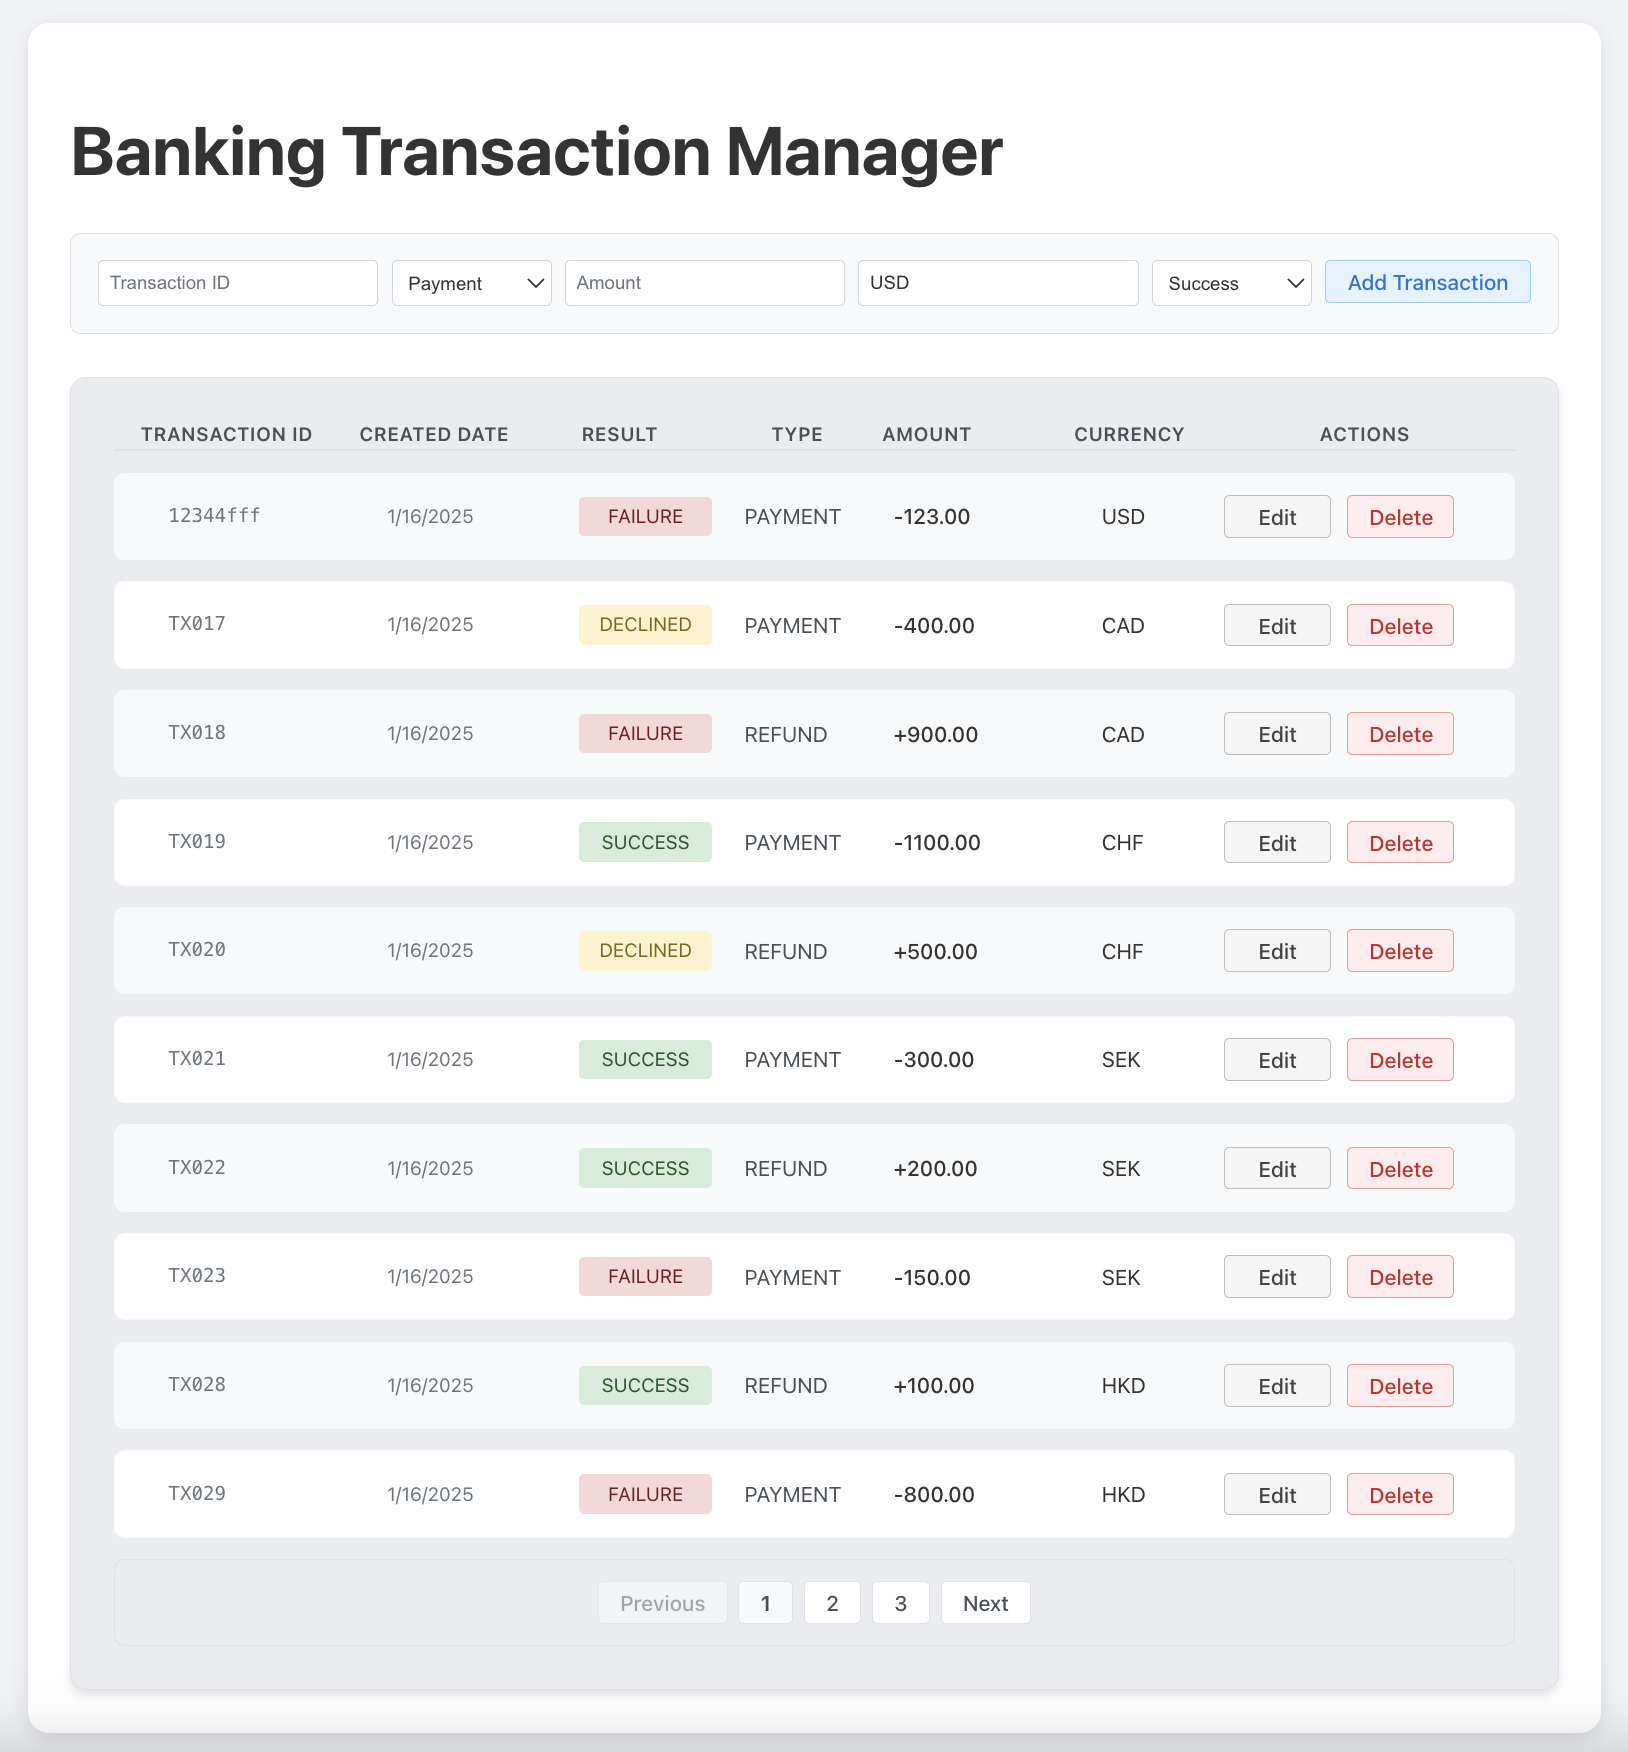 Banking Transaction Manager
Transaction ID Payment Amount USD Success Add Transaction
TRANSACTION ID CREATED DATE RESULT TYPE AMOUNT CURRENCY ACTIONS
12344fff 1/16/2025 FAILURE PAYMENT -123.00 USD Edit Delete
TX017 1/16/2025 DECLINED PAYMENT -400.00 CAD Edit Delete
TX018 1/16/2025 FAILURE REFUND +900.00 CAD Edit Delete
TX019 1/16/2025 SUCCESS PAYMENT -1100.00 CHF Edit Delete
TX020 1/16/2025 DECLINED REFUND +500.00 CHF Edit Delete
TX021 1/16/2025 SUCCESS PAYMENT -300.00 SEK Edit Delete
TX022 1/16/2025 SUCCESS REFUND +200.00 SEK Edit Delete
TX023 1/16/2025 FAILURE PAYMENT -150.00 SEK Edit Delete
TX028 1/16/2025 SUCCESS REFUND +100.00 HKD Edit Delete
TX029 1/16/2025 FAILURE PAYMENT -800.00 HKD Edit Delete
Previous 1 2 3 Next